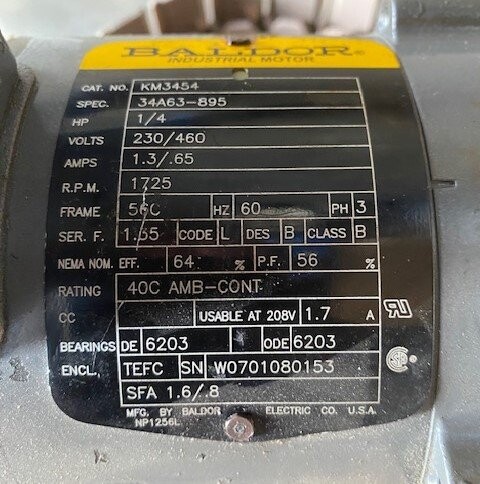 BALDOR®
INDUSTRIAL MOTOR
CAT. NO. KM3454
SPEC. 34A63-895
HP 1/4
VOLTS 230/460
AMPS 1.3/.65
R.P.M. 1725
FRAME 56C HZ 60 PH 3
SER. F. 1.35 CODE L DES B CLASS B
NEMA NOM. EFF. 64 % P.F. 56 %
RATING 40C AMB-CONT
CC USABLE AT 208V 1.7 A
BEARINGS DE 6203 ODE 6203
ENCL. TEFC SN W0701080153
SFA 1.6/.8
MFG. BY BALDOR ELECTRIC CO. U.S.A.
NP1256L